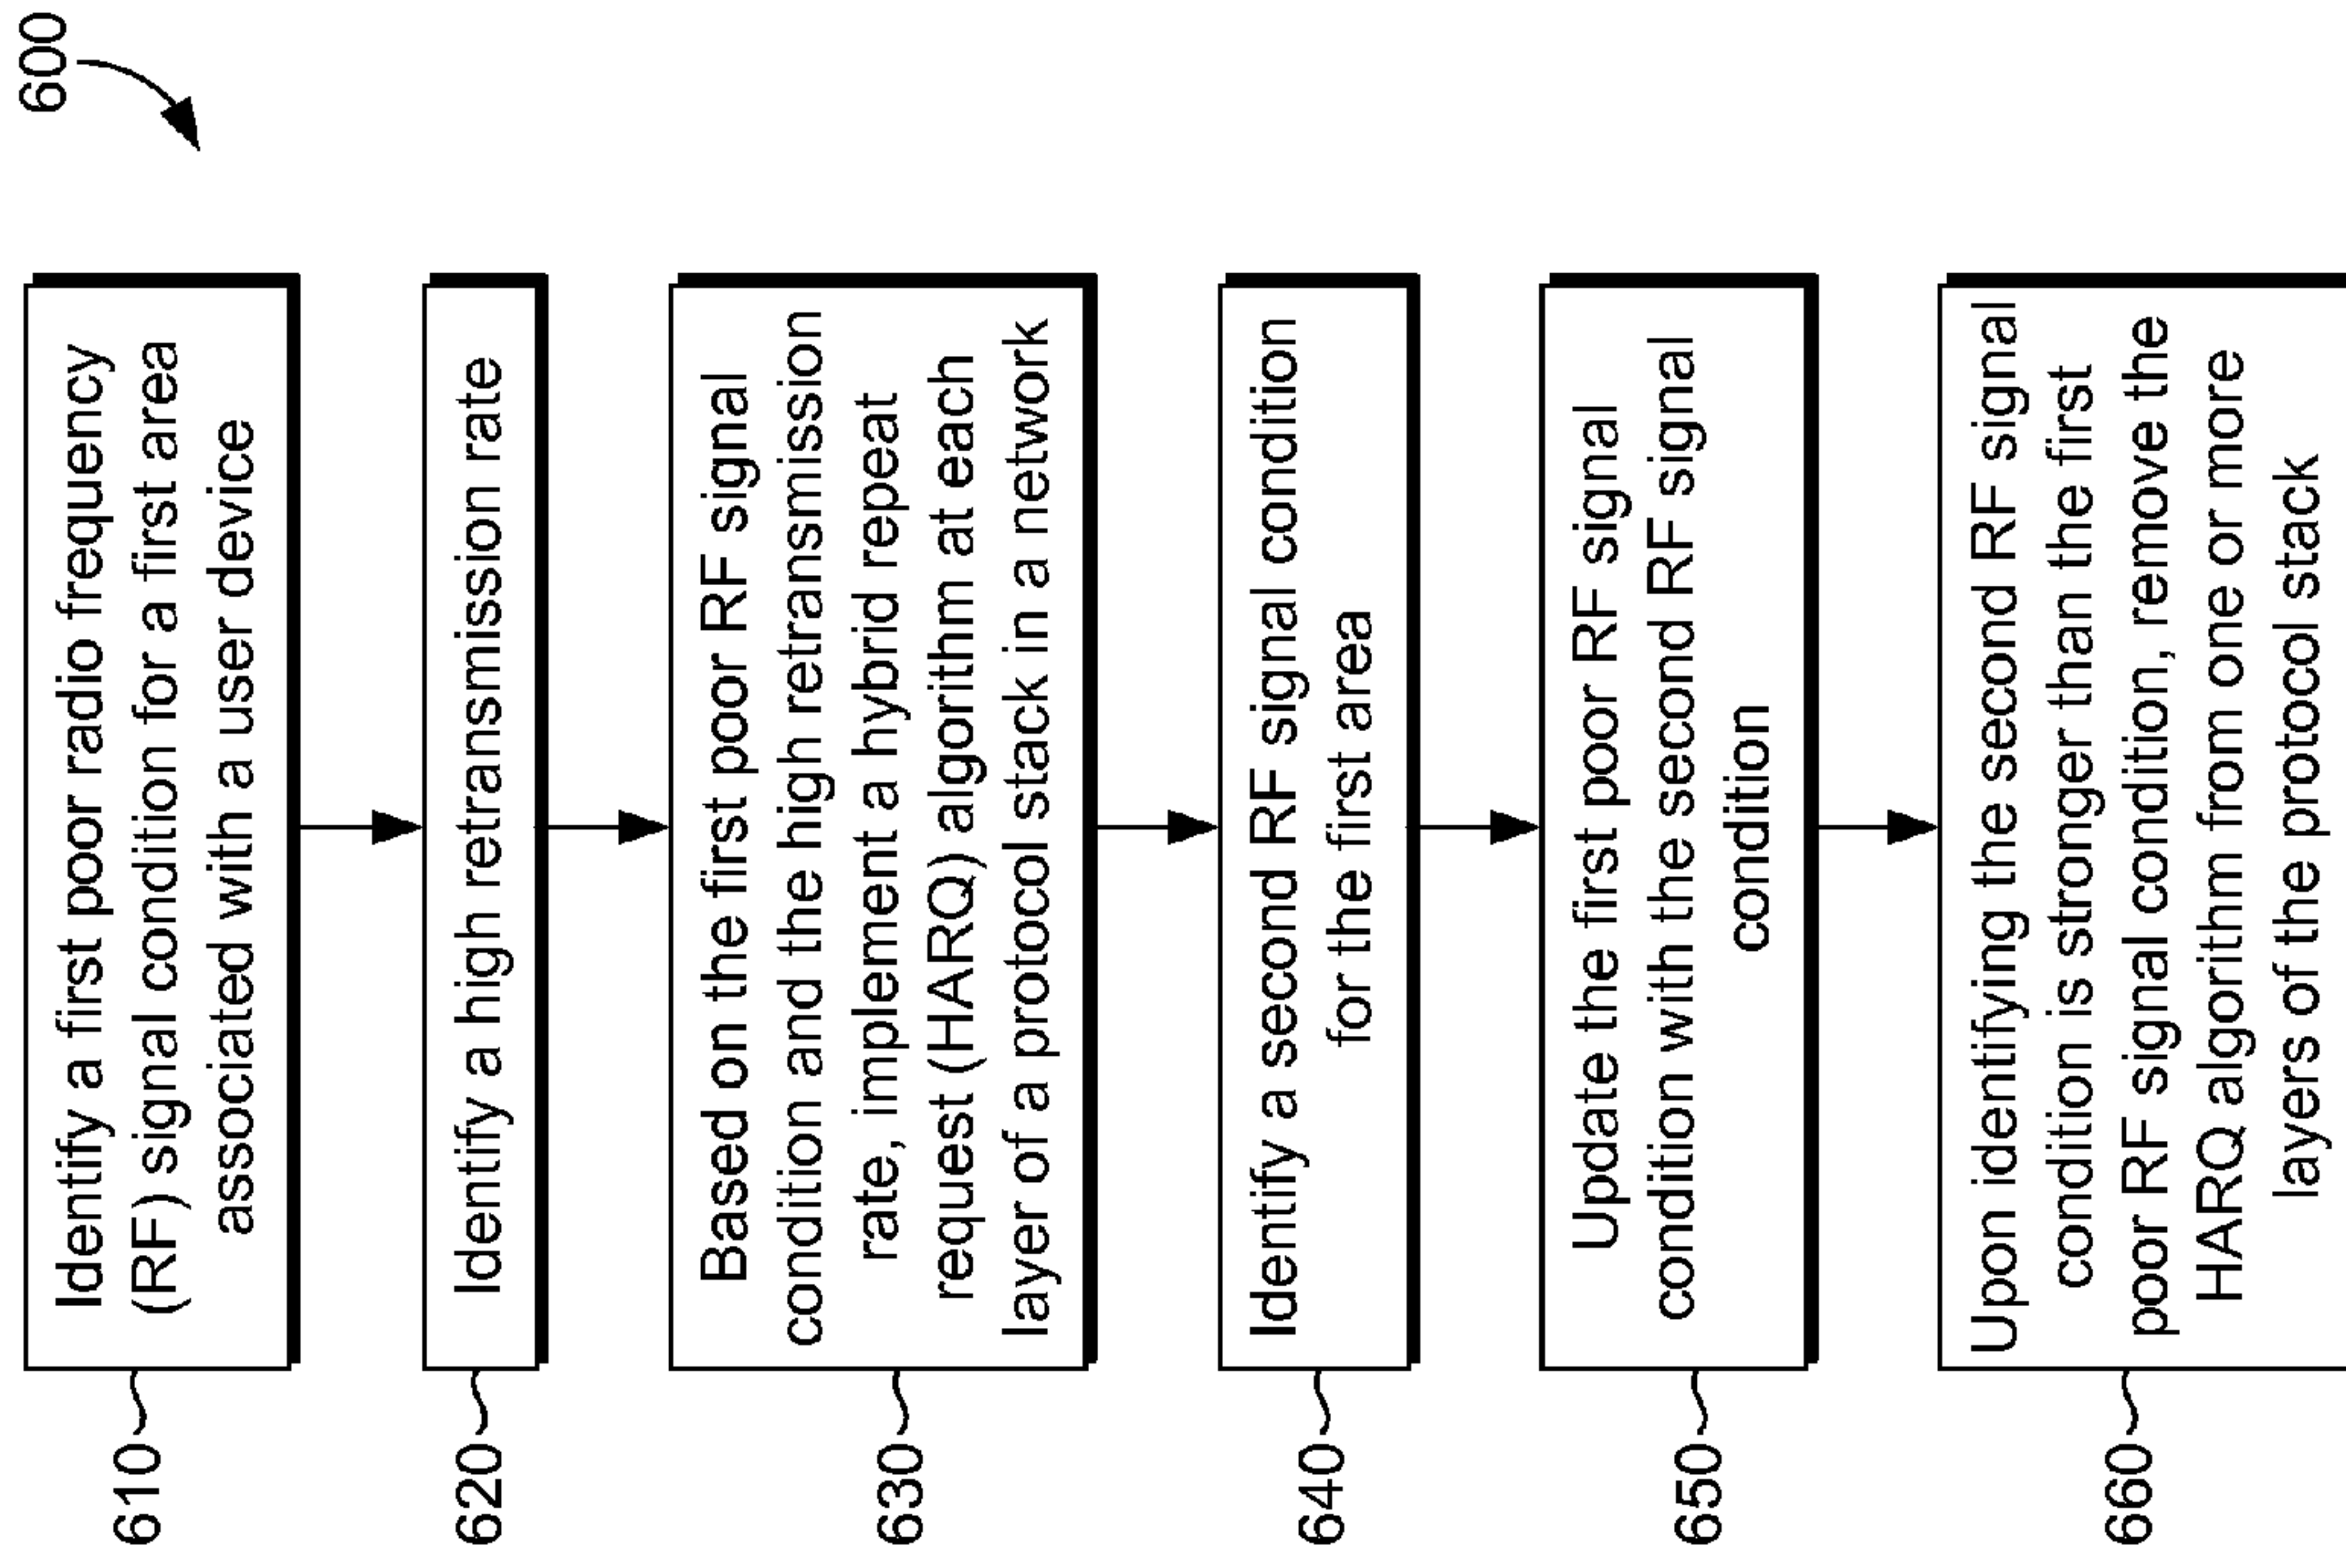 600
610
Identify a first poor radio frequency
(RF) signal condition for a first area
associated with a user device
620
Identify a high retransmission rate
630
Based on the first poor RF signal
condition and the high retransmission
rate, implement a hybrid repeat
request (HARQ) algorithm at each
layer of a protocol stack in a network
640
Identify a second RF signal condition
for the first area
650
Update the first poor RF signal
condition with the second RF signal
condition
660
Upon identifying the second RF signal
condition is stronger than the first
poor RF signal condition, remove the
HARQ algorithm from one or more
layers of the protocol stack